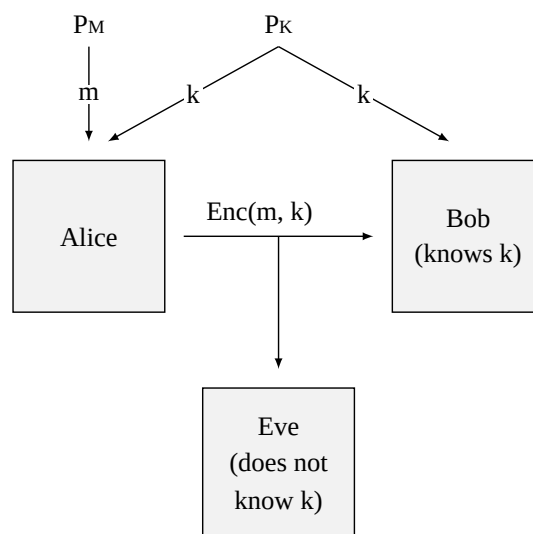 PM
PK
m
k
k
Enc(m, k)
Alice
Bob
(knows k)
Eve
(does not
know k)